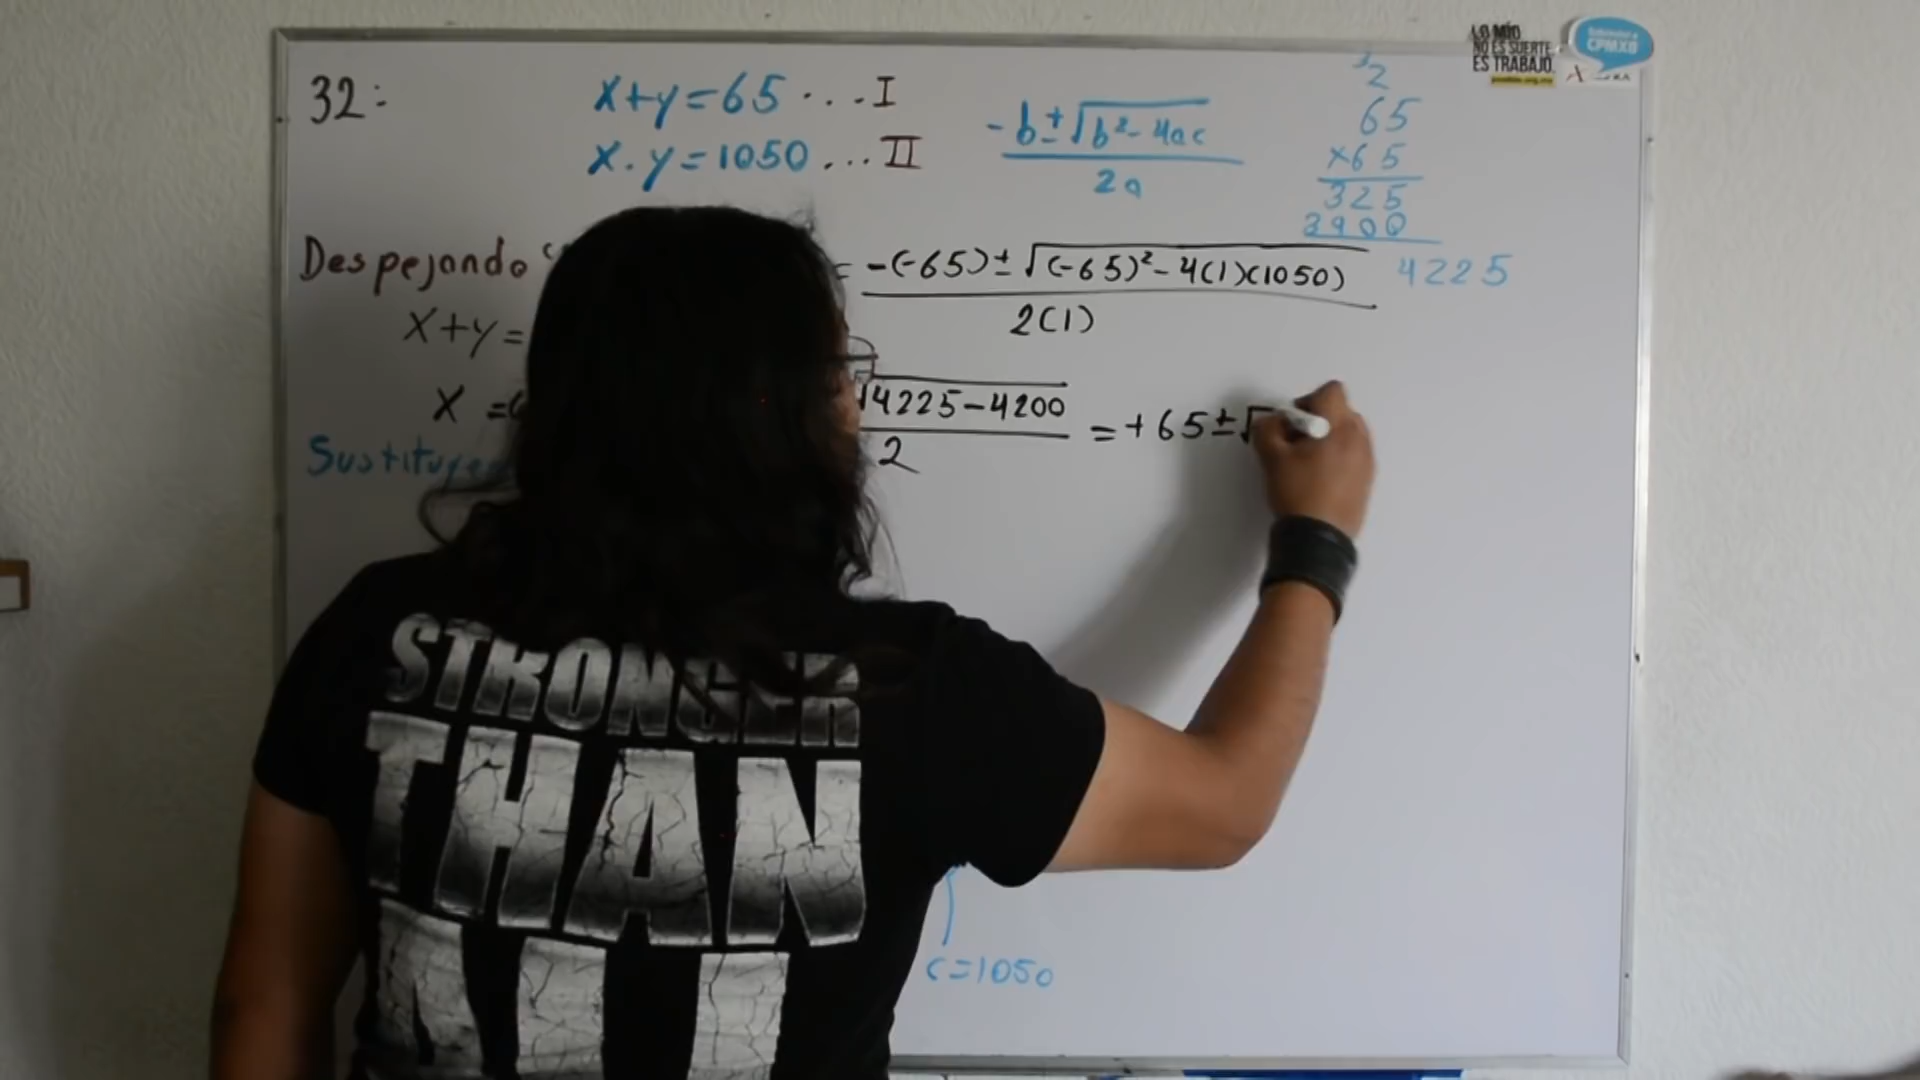 32:
x+y=65 ...I
x.y=1050 ...II
-b±√b²-4ac
2a
2
65
x65
325
3900
4225
Despejando
= -(-65)±√(-65)²-4(1)(1050)
2(1)
x+y=
x =6
√4225-4200
2
=+65±√
c=1050
LO MÍO
NO ES SUERTE
ES TRABAJO.
CPMX8
STRONGER
THAN